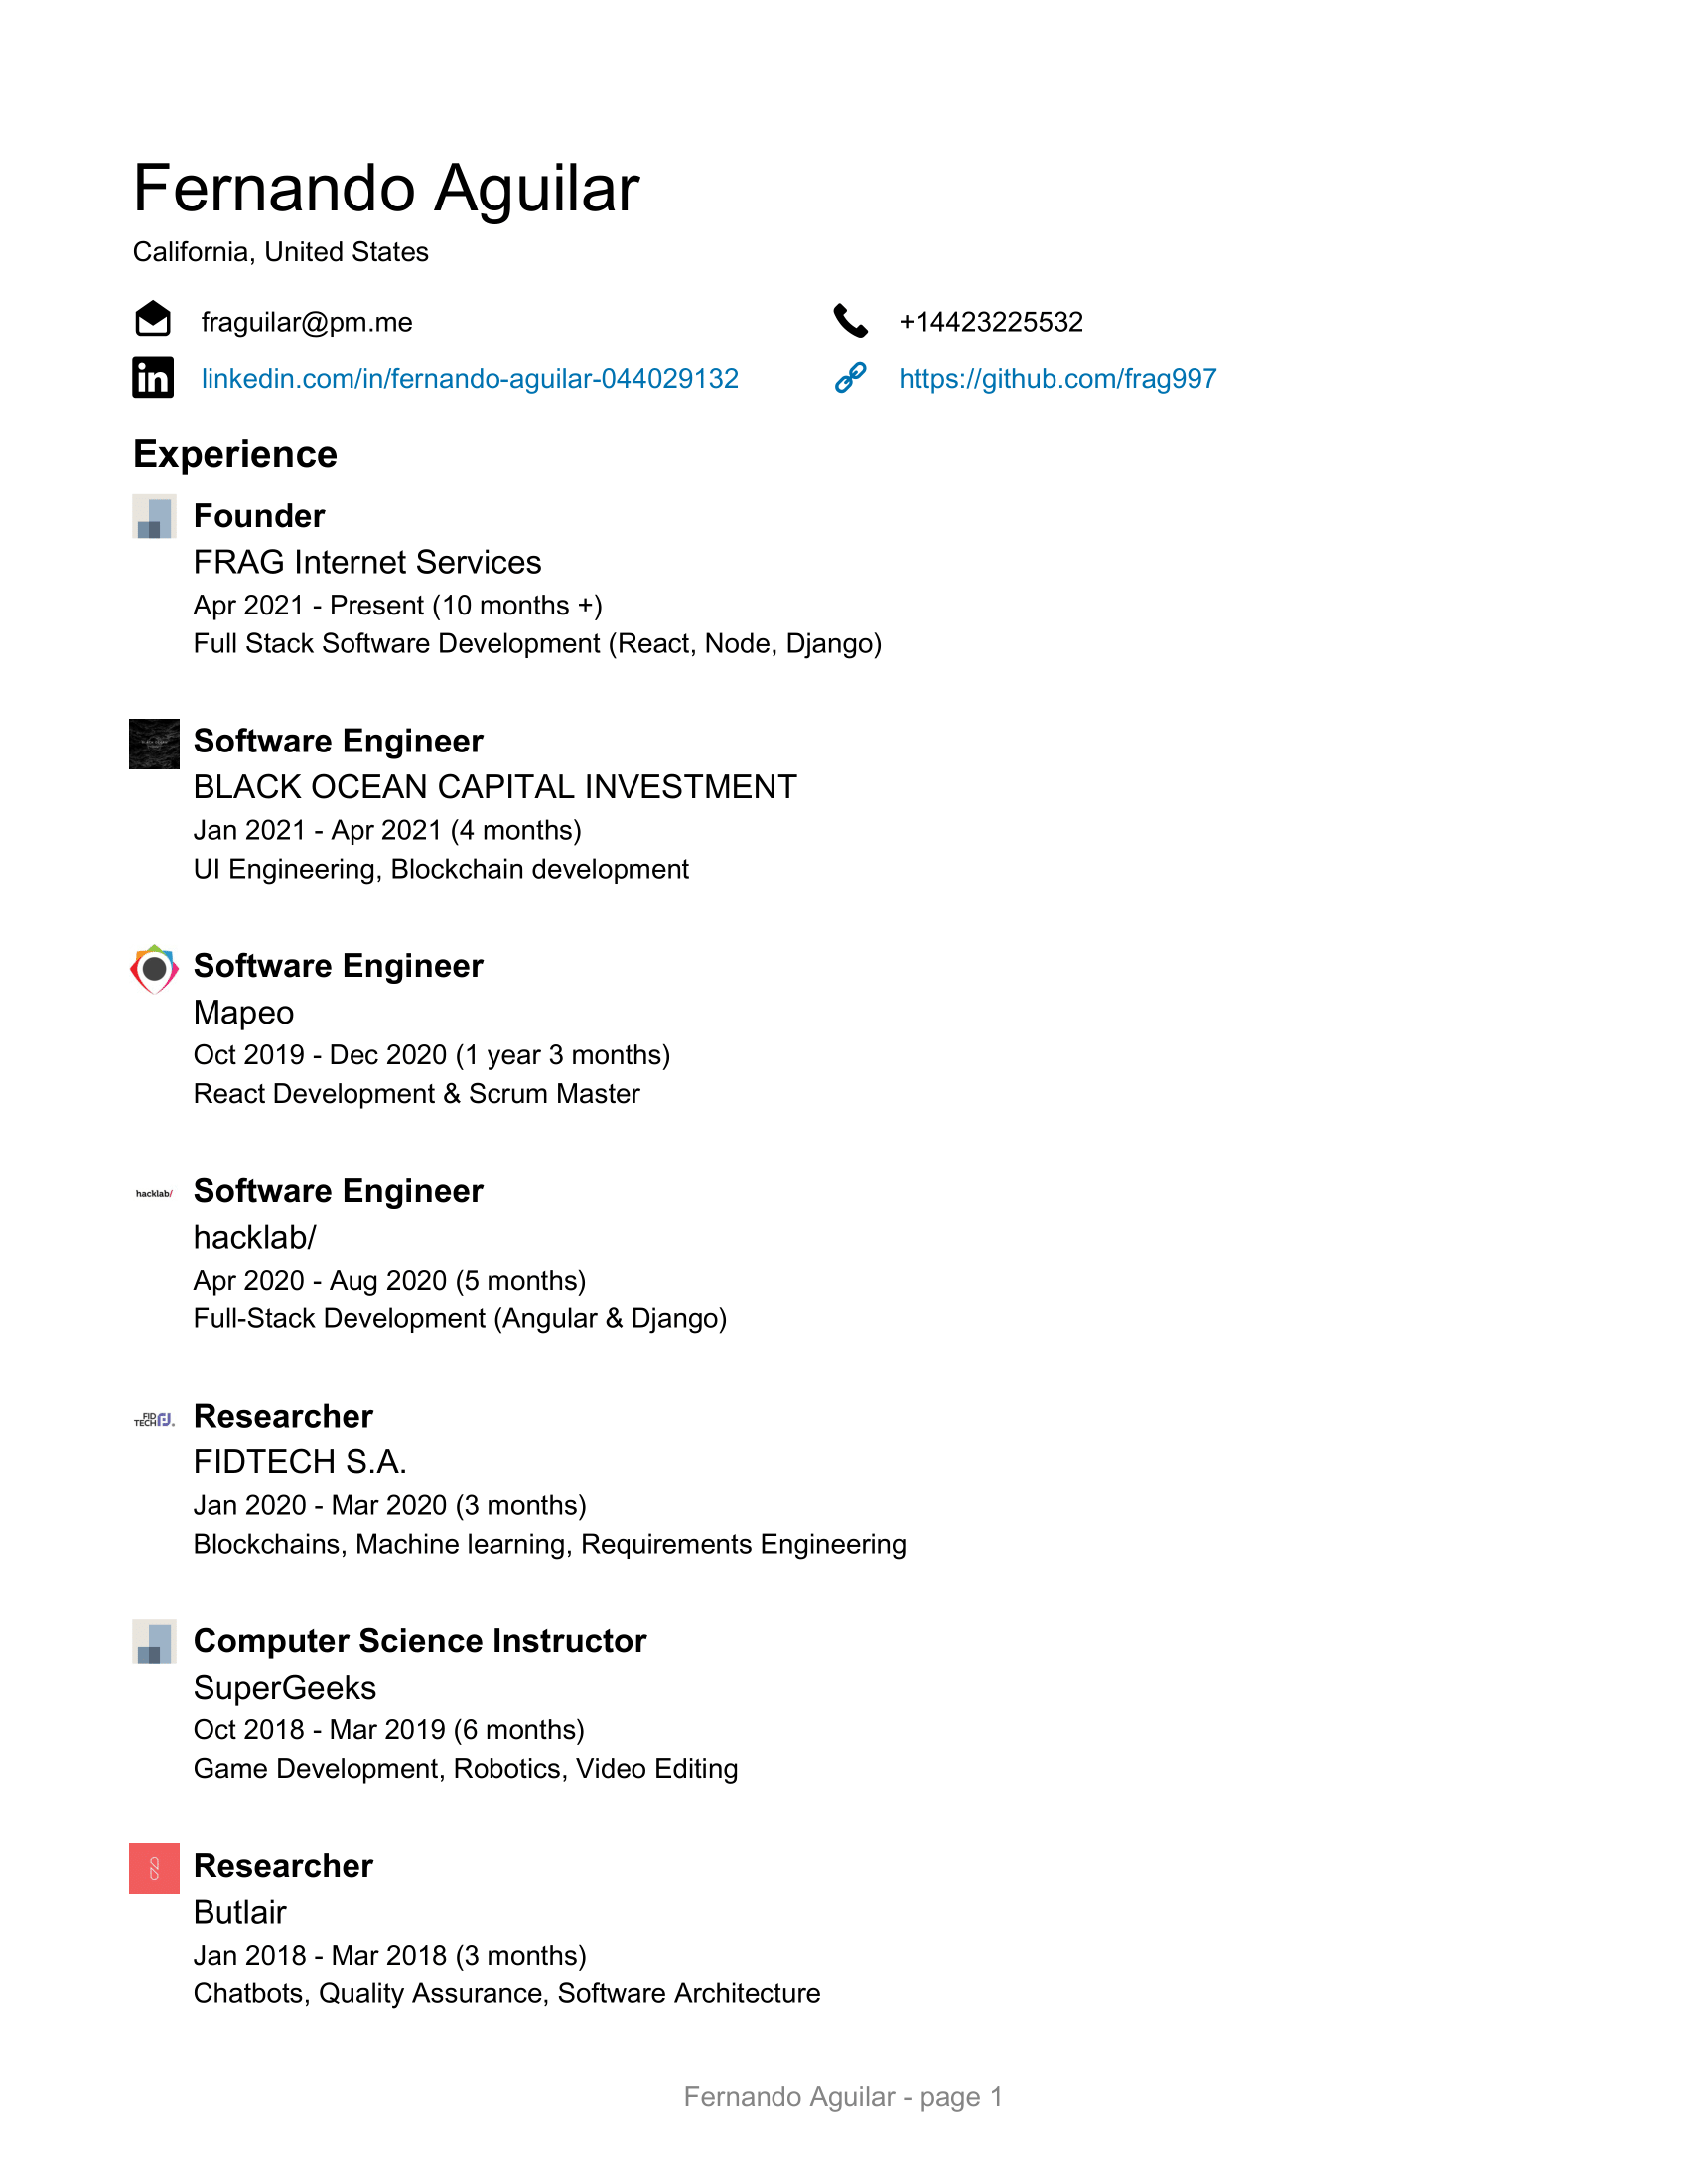 Fernando Aguilar
California, United States
fraguilar@pm.me
+14423225532
linkedin.com/in/fernando-aguilar-044029132
https://github.com/frag997
Experience
Founder
FRAG Internet Services
Apr 2021 - Present (10 months +)
Full Stack Software Development (React, Node, Django)
Software Engineer
BLACK OCEAN CAPITAL INVESTMENT
Jan 2021 - Apr 2021 (4 months)
UI Engineering, Blockchain development
Software Engineer
Mapeo
Oct 2019 - Dec 2020 (1 year 3 months)
React Development & Scrum Master
hacklab/
Software Engineer
hacklab/
Apr 2020 - Aug 2020 (5 months)
Full-Stack Development (Angular & Django)
FID
TECH
Researcher
FIDTECH S.A.
Jan 2020 - Mar 2020 (3 months)
Blockchains, Machine learning, Requirements Engineering
Computer Science Instructor
SuperGeeks
Oct 2018 - Mar 2019 (6 months)
Game Development, Robotics, Video Editing
Researcher
Butlair
Jan 2018 - Mar 2018 (3 months)
Chatbots, Quality Assurance, Software Architecture
Fernando Aguilar - page 1